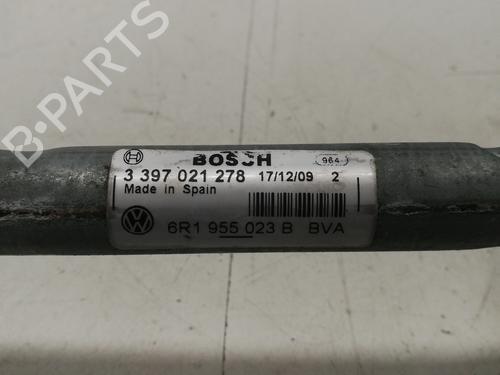 B-PARTS
BOSCH
964
3 397 021 278 17/12/09 2
Made in Spain
6R1 955 023 B BVA